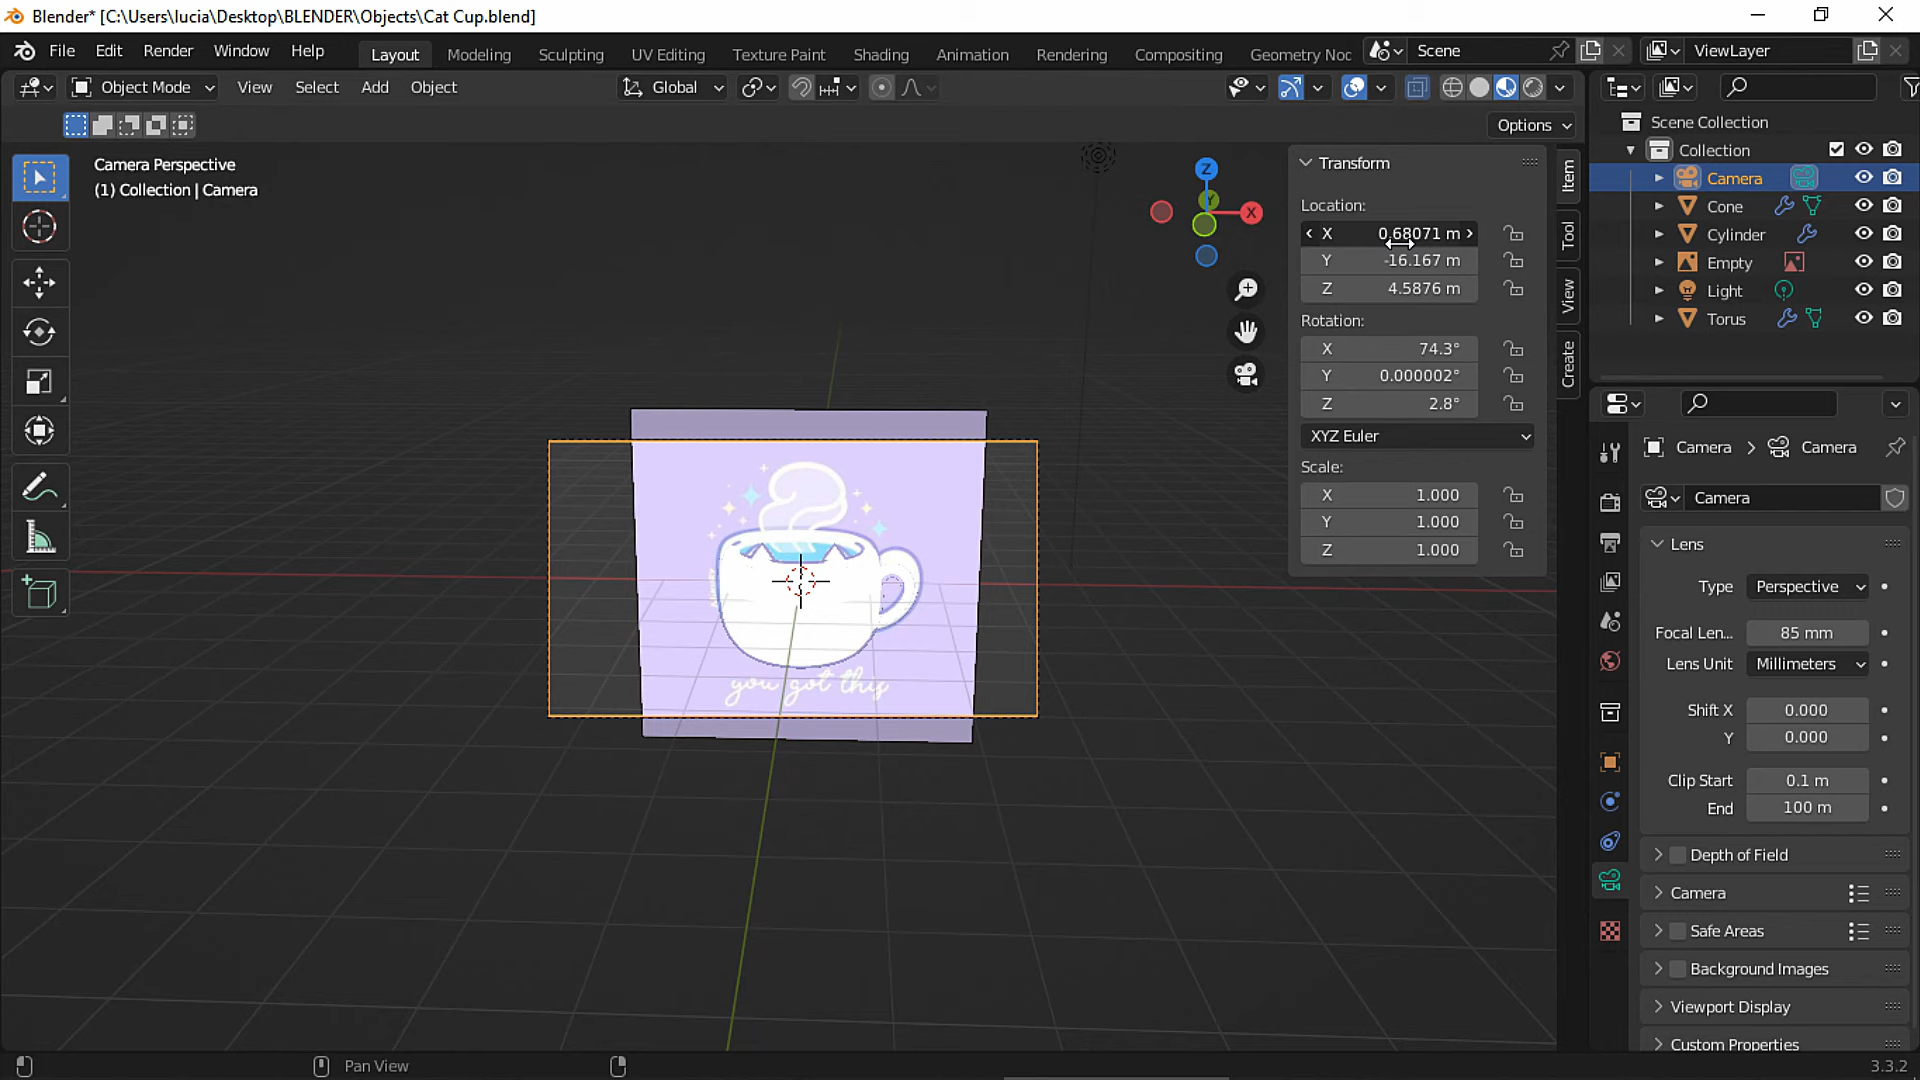 Blender* [C:\Users\lucia\Desktop\BLENDER\Objects\Cat Cup.blend]
File Edit Render Window Help
Layout Modeling Sculpting UV Editing Texture Paint Shading Animation Rendering Compositing Geometry Noc
Scene
ViewLayer
Object Mode View Select Add Object
Global
Options
Camera Perspective
(1) Collection | Camera
Z
Y
X
Transform
Location:
X 0.68071 m
Y -16.167 m
Z 4.5876 m
Rotation:
X 74.3°
Y 0.000002°
Z 2.8°
XYZ Euler
Scale:
X 1.000
Y 1.000
Z 1.000
Item
Tool
View
Create
you got this
Scene Collection
Collection
Camera
Cone
Cylinder
Empty
Light
Torus
Camera > Camera
Camera
Lens
Type Perspective
Focal Len... 85 mm
Lens Unit Millimeters
Shift X 0.000
Y 0.000
Clip Start 0.1 m
End 100 m
Depth of Field
Camera
Safe Areas
Background Images
Viewport Display
Custom Properties
Pan View
3.3.2